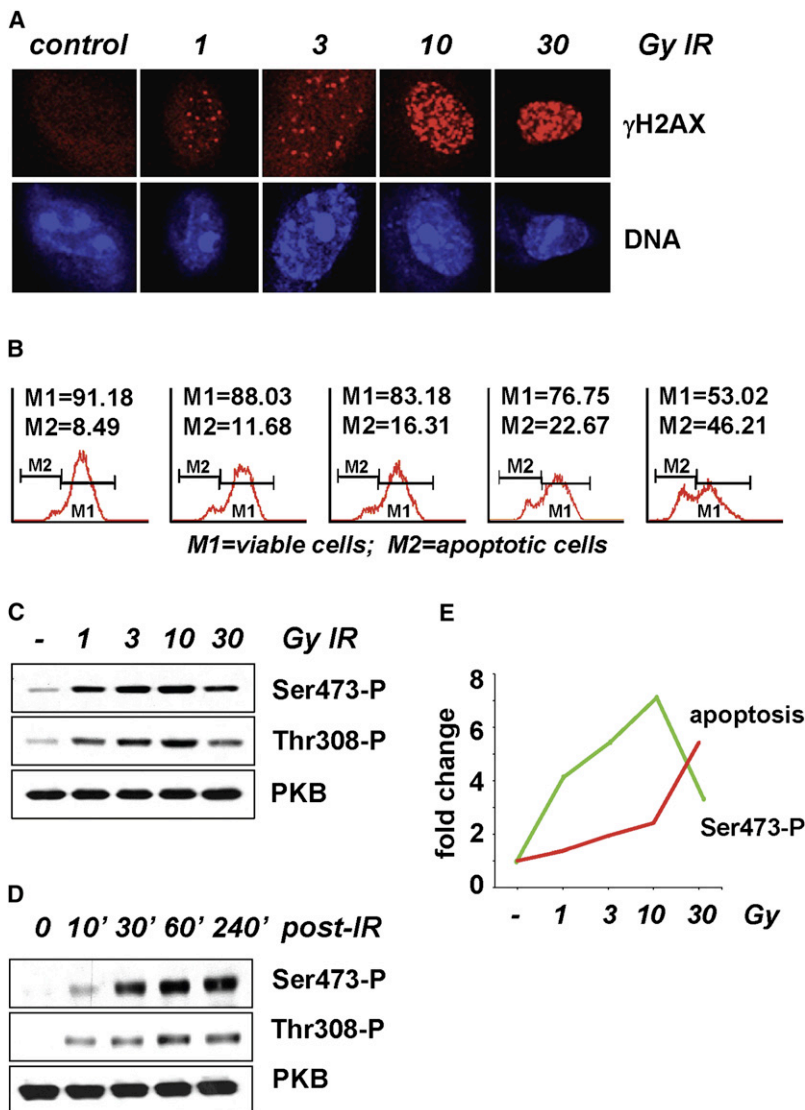 A
control 1 3 10 30 Gy IR
γH2AX
DNA
B
M1=91.18
M2=8.49
M2
M1
M1=88.03
M2=11.68
M2
M1
M1=83.18
M2=16.31
M2
M1
M1=76.75
M2=22.67
M2
M1
M1=53.02
M2=46.21
M2
M1
M1=viable cells; M2=apoptotic cells
C
- 1 3 10 30 Gy IR
Ser473-P
Thr308-P
PKB
D
0 10' 30' 60' 240' post-IR
Ser473-P
Thr308-P
PKB
E
fold change
8
6
4
2
0
apoptosis
Ser473-P
- 1 3 10 30 Gy